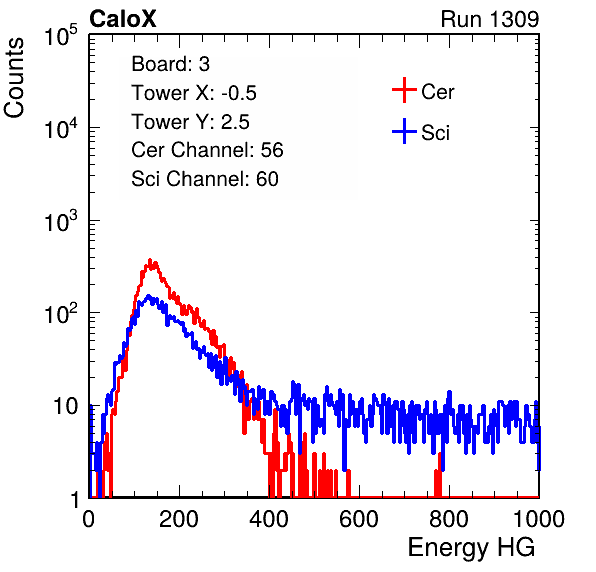 CaloX Run 1309
Counts
10^5
10^4
10^3
10^2
10
1
Board: 3
Tower X: -0.5
Tower Y: 2.5
Cer Channel: 56
Sci Channel: 60
Cer
Sci
0 200 400 600 800 1000
Energy HG